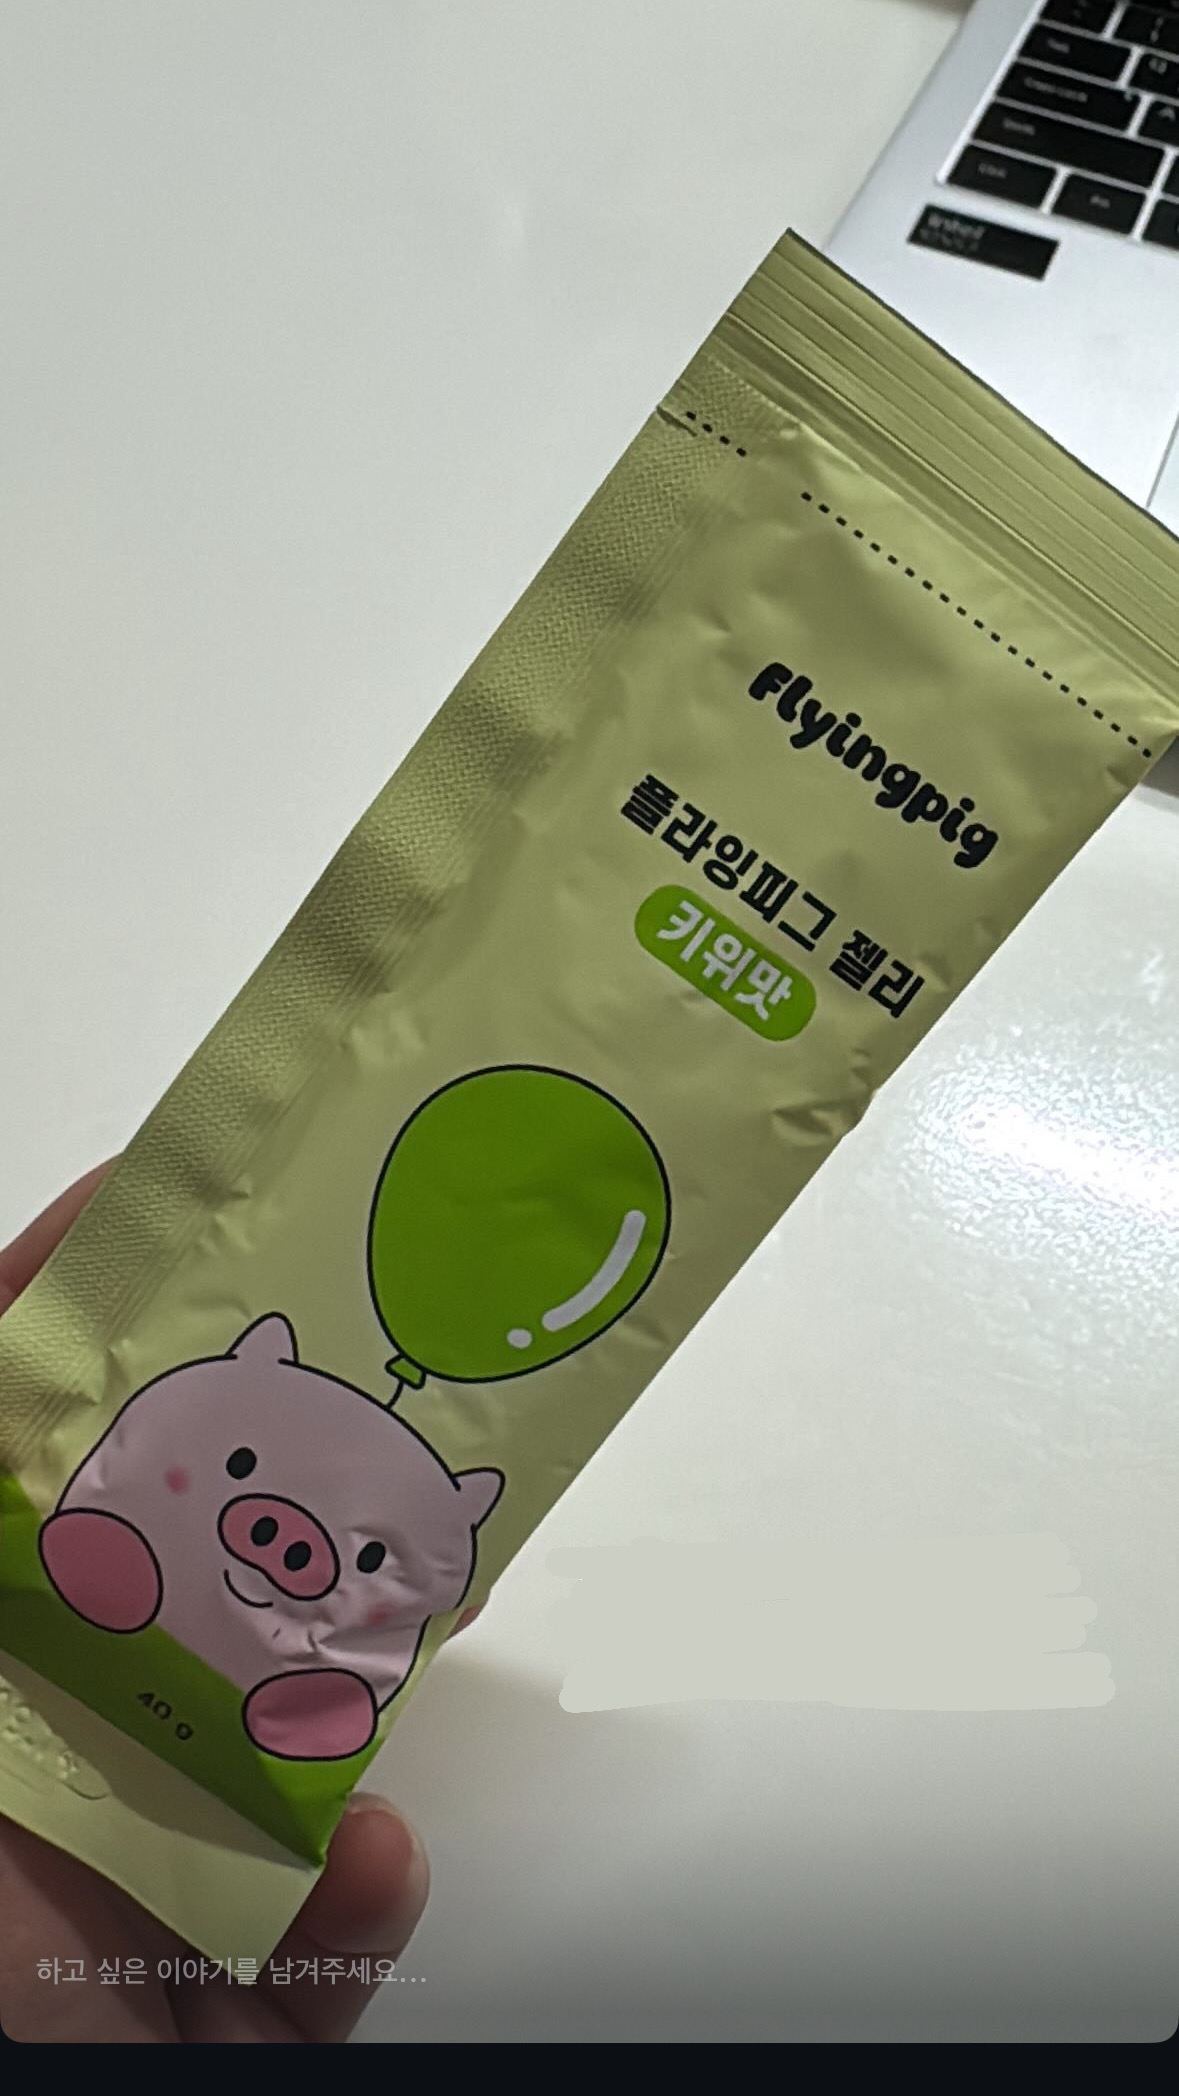 Flyingpig
플라잉피그 젤리
키위맛
40 g
하고 싶은 이야기를 남겨주세요...